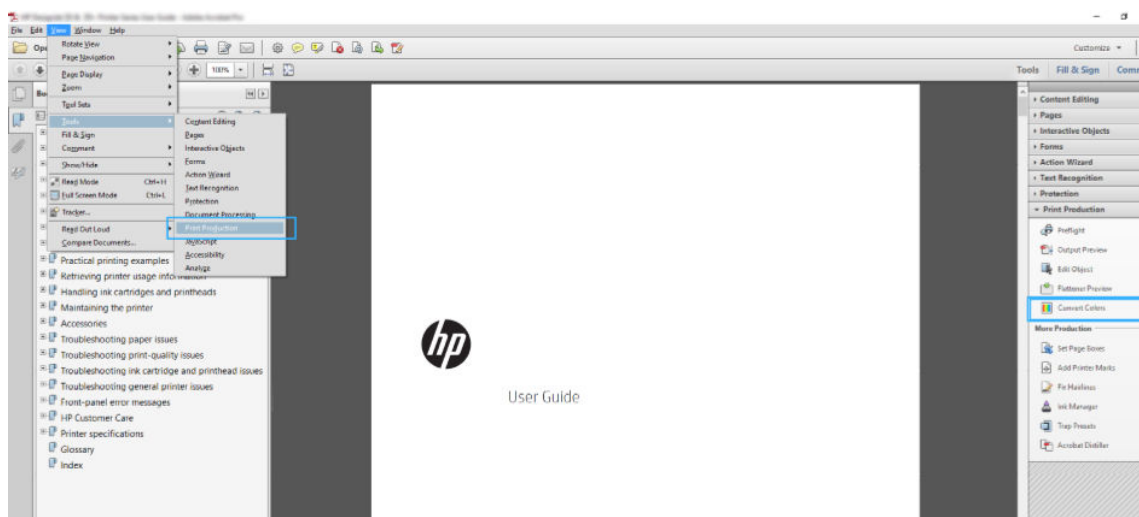 File Edit View Window Help
Customize
100%
Tools Fill & Sign
Rotate View
Page Navigation
Page Display
Zoom
Tool Sets
Tools
Fill & Sign
Comment
Show/Hide
Read Mode Ctrl+H
Full Screen Mode Ctrl+L
Tracker...
Read Out Loud
Compare Documents...
Content Editing
Pages
Interactive Objects
Forms
Action Wizard
Text Recognition
Protection
Document Processing
Print Production
JavaScript
Accessibility
Analyze
Practical printing examples
Retrieving printer usage
Handling ink cartridges and printheads
Maintaining the printer
Accessories
Troubleshooting paper issues
Troubleshooting print-quality issues
Troubleshooting ink cartridge and printhead issues
Troubleshooting general printer issues
Front-panel error messages
HP Customer Care
Printer specifications
Glossary
Index
hp
User Guide
Content Editing
Pages
Interactive Objects
Forms
Action Wizard
Text Recognition
Protection
Print Production
Preflight
Output Preview
Edit Object
Flattener Preview
Convert Colors
More Production
Set Page Boxes
Add Printer Marks
Fix Hairlines
Ink Manager
Trap Presets
Acrobat Distiller